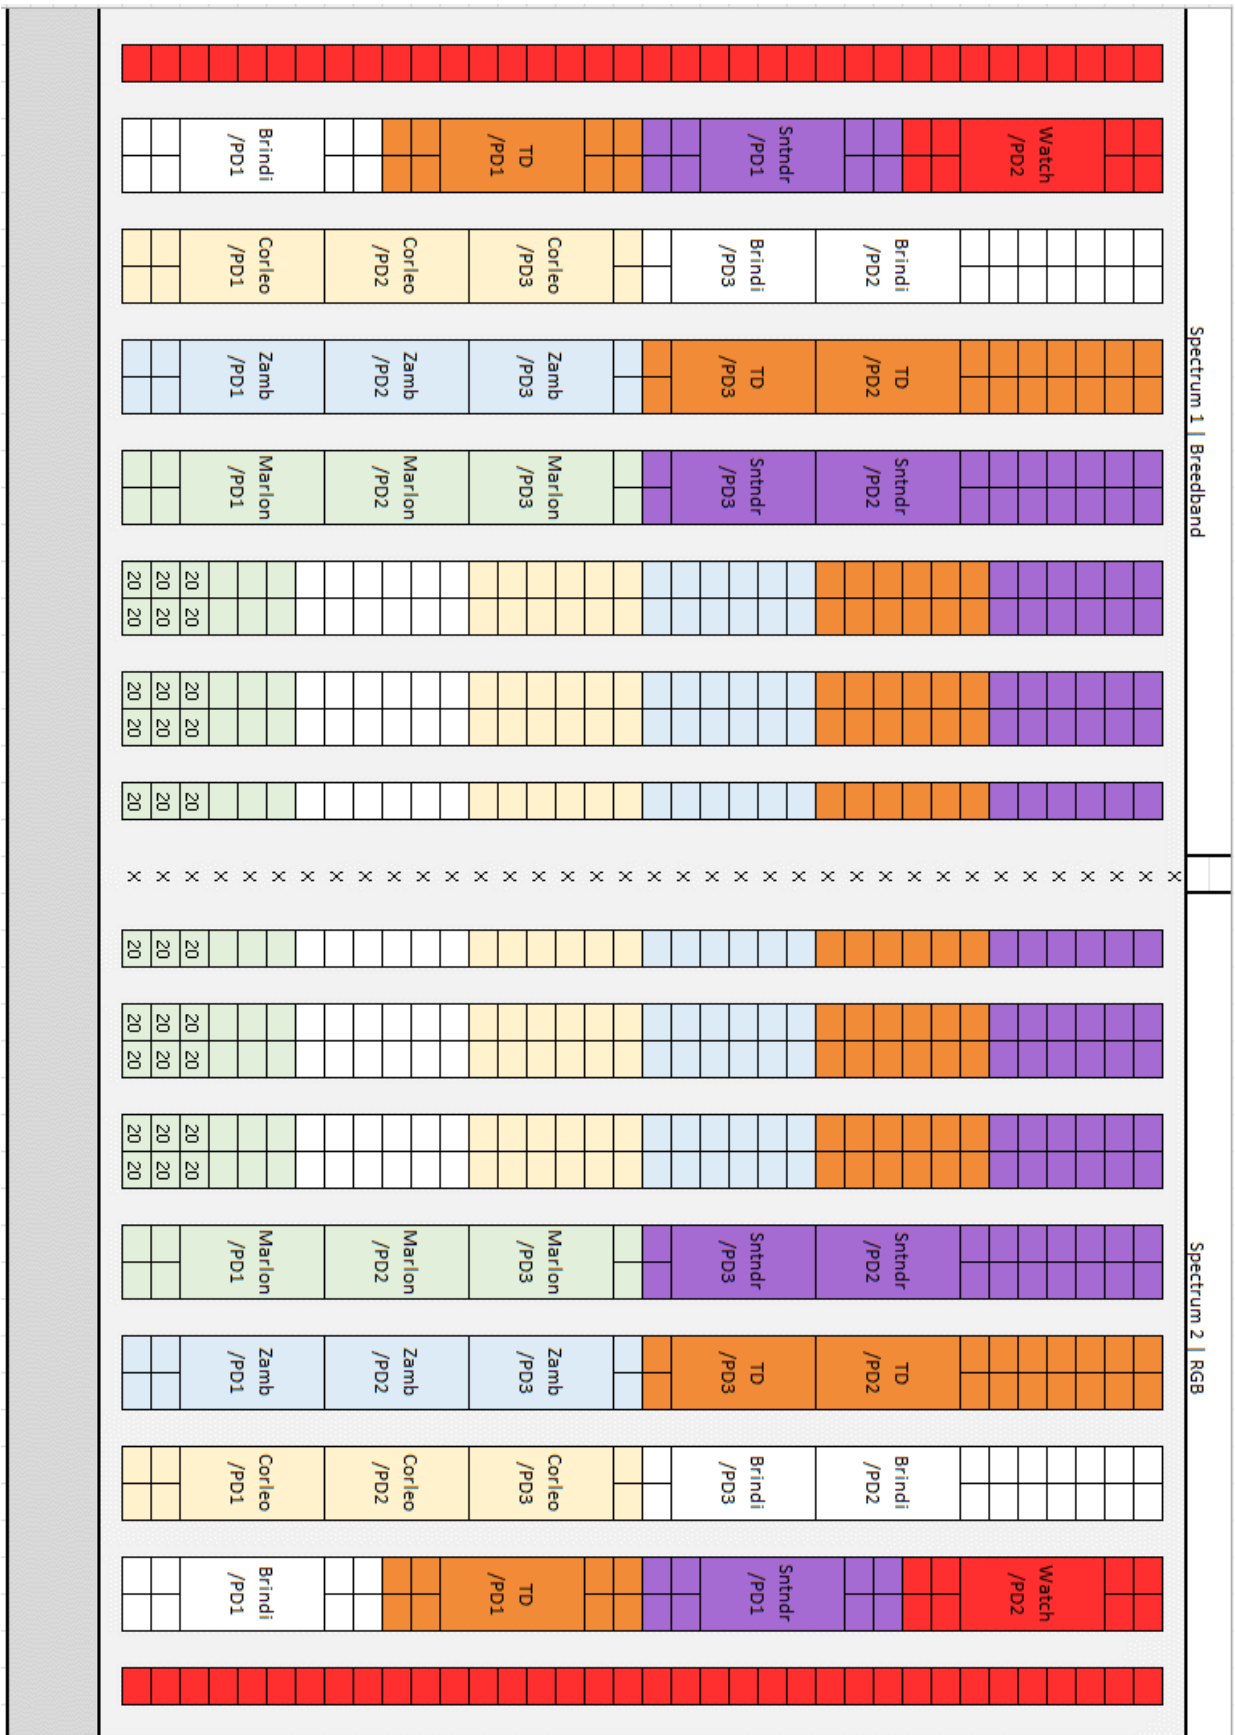 Spectrum 1 | Breedband Spectrum 2 | RGB
x
x
x
x
x
Watch x Watch
/PD2 x /PD2
x
x
Brindi TD Sntndr x Sntndr TD Brindi
/PD2 /PD2 /PD2 x /PD2 /PD2 /PD2
x
x
x
Sntndr Brindi TD Sntndr x Sntndr TD Brindi Sntndr
/PD1 /PD3 /PD3 /PD3 x /PD3 /PD3 /PD3 /PD1
x
x
x
x
x
x
TD Corleo Zamb Marlon x Marlon Zamb Corleo TD
/PD1 /PD3 /PD3 /PD3 x /PD3 /PD3 /PD3 /PD1
x
x
x
Corleo Zamb Marlon x Marlon Zamb Corleo
/PD2 /PD2 /PD2 x /PD2 /PD2 /PD2
x
x
x
Brindi Corleo Zamb Marlon x Marlon Zamb Corleo Brindi
/PD1 /PD1 /PD1 /PD1 x /PD1 /PD1 /PD1 /PD1
20 20 20 20 20 x 20 20 20 20 20
20 20 20 20 20 x 20 20 20 20 20
20 20 20 20 20 x 20 20 20 20 20